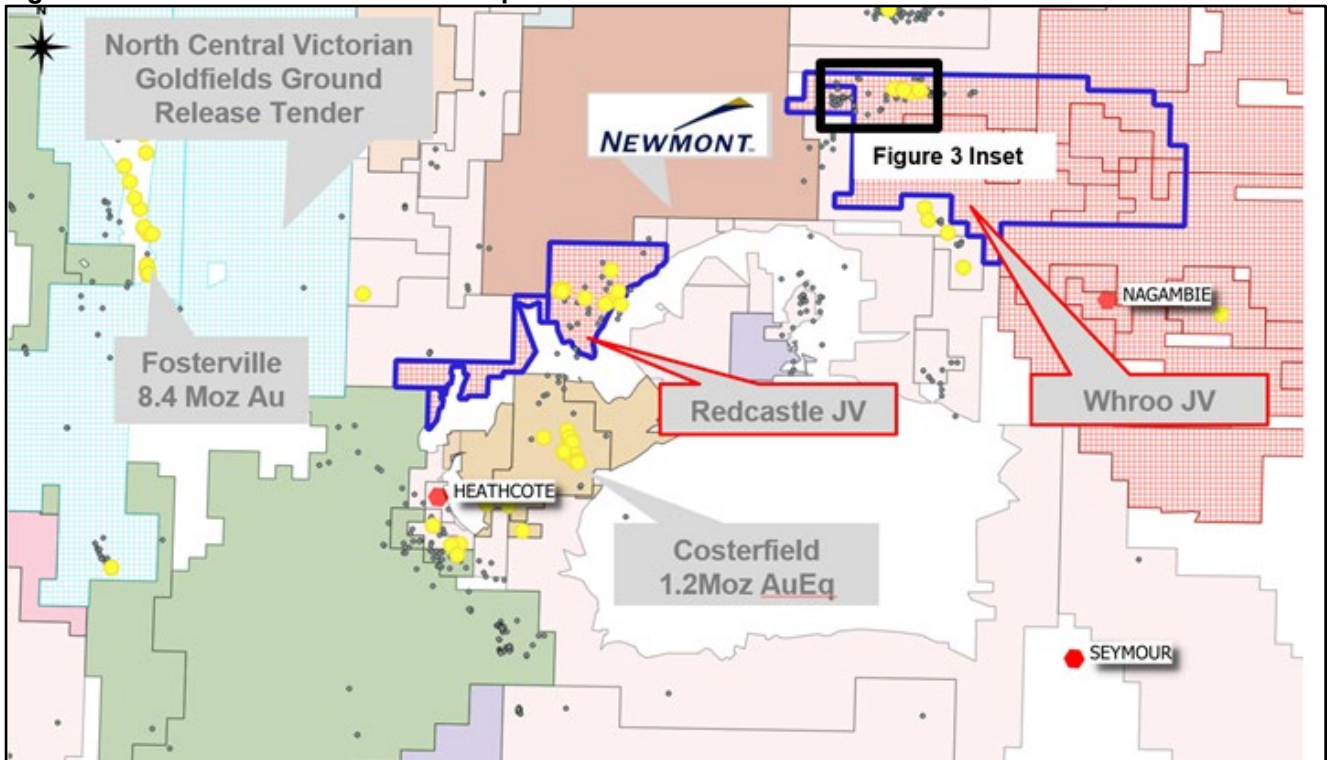 N
North Central Victorian
Goldfields Ground
Release Tender
NEWMONT
Figure 3 Inset
NAGAMBIE
Fosterville
8.4 Moz Au
Redcastle JV
Whroo JV
HEATHCOTE
Costerfield
1.2Moz AuEq
SEYMOUR